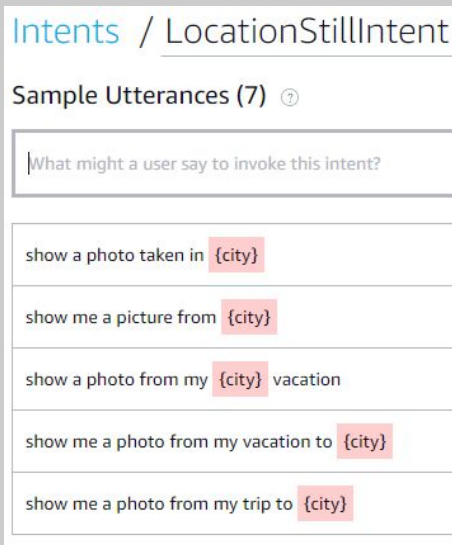 Intents / LocationStillIntent
Sample Utterances (7) ?
What might a user say to invoke this intent?
show a photo taken in {city}
show me a picture from {city}
show a photo from my {city} vacation
show me a photo from my vacation to {city}
show me a photo from my trip to {city}